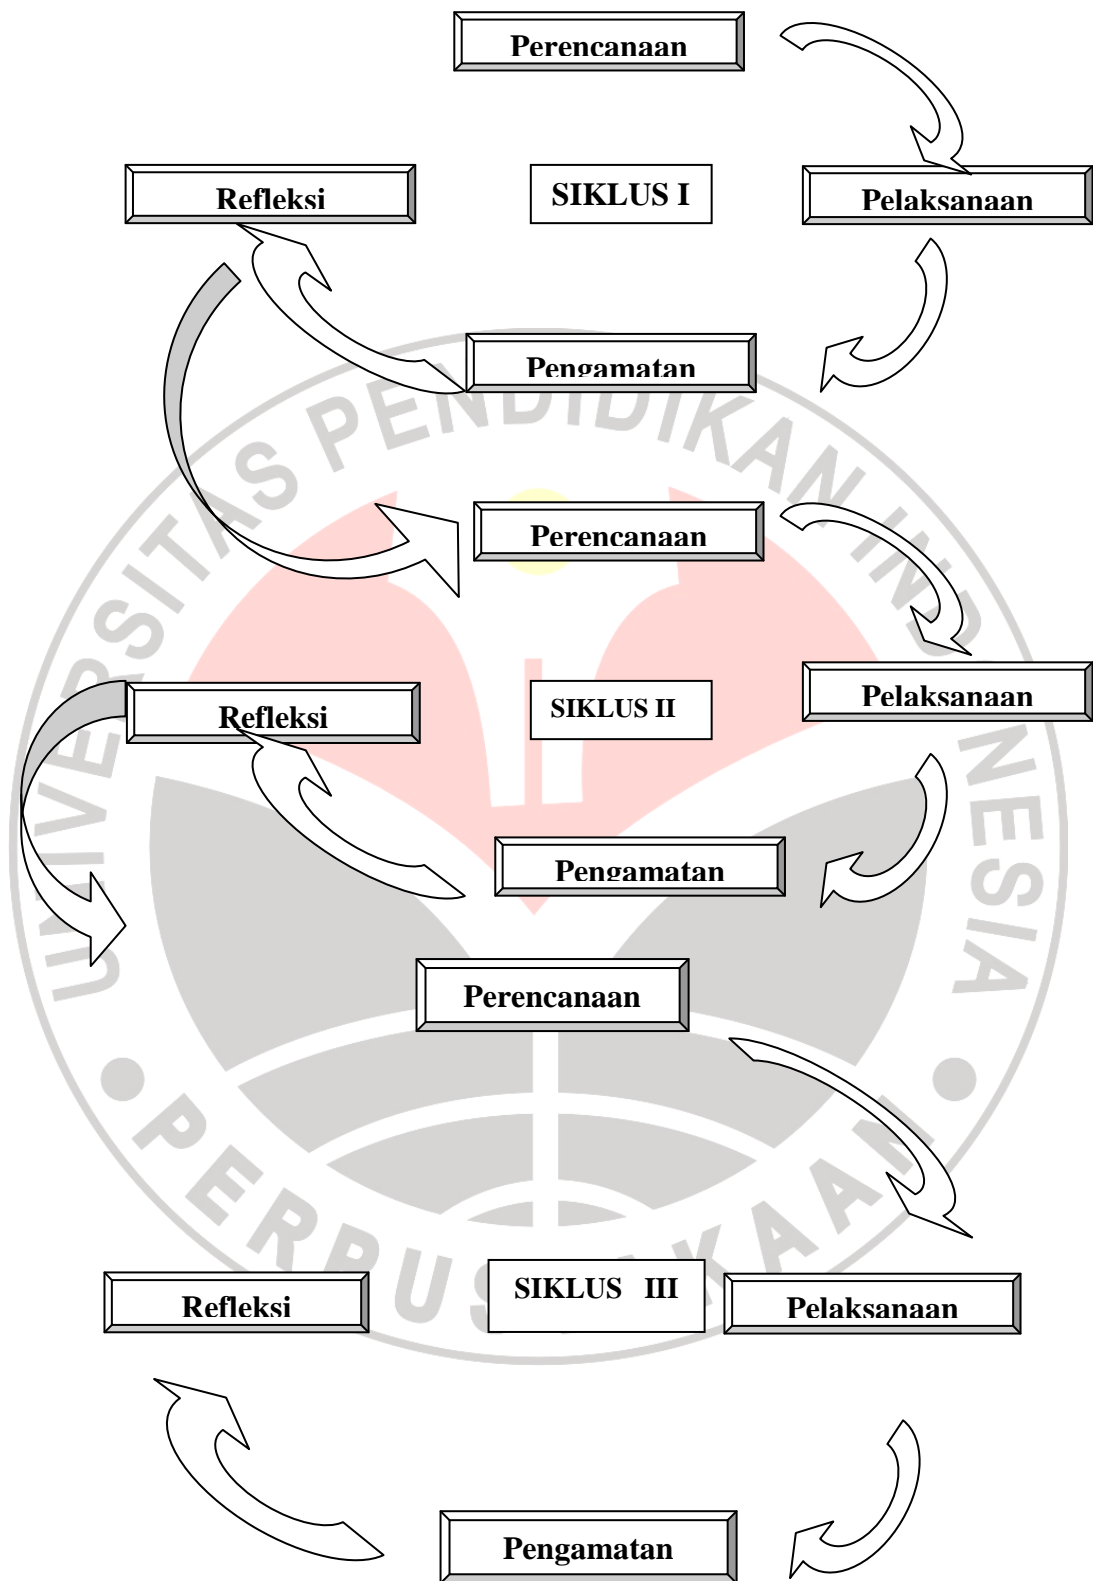 Perencanaan
Refleksi
SIKLUS I
Pelaksanaan
Pengamatan
Perencanaan
Refleksi
SIKLUS II
Pelaksanaan
Pengamatan
Perencanaan
Refleksi
SIKLUS III
Pelaksanaan
Pengamatan
UNIVERSITAS PENDIDIKAN INDONESIA
PERPUSTAKAAN